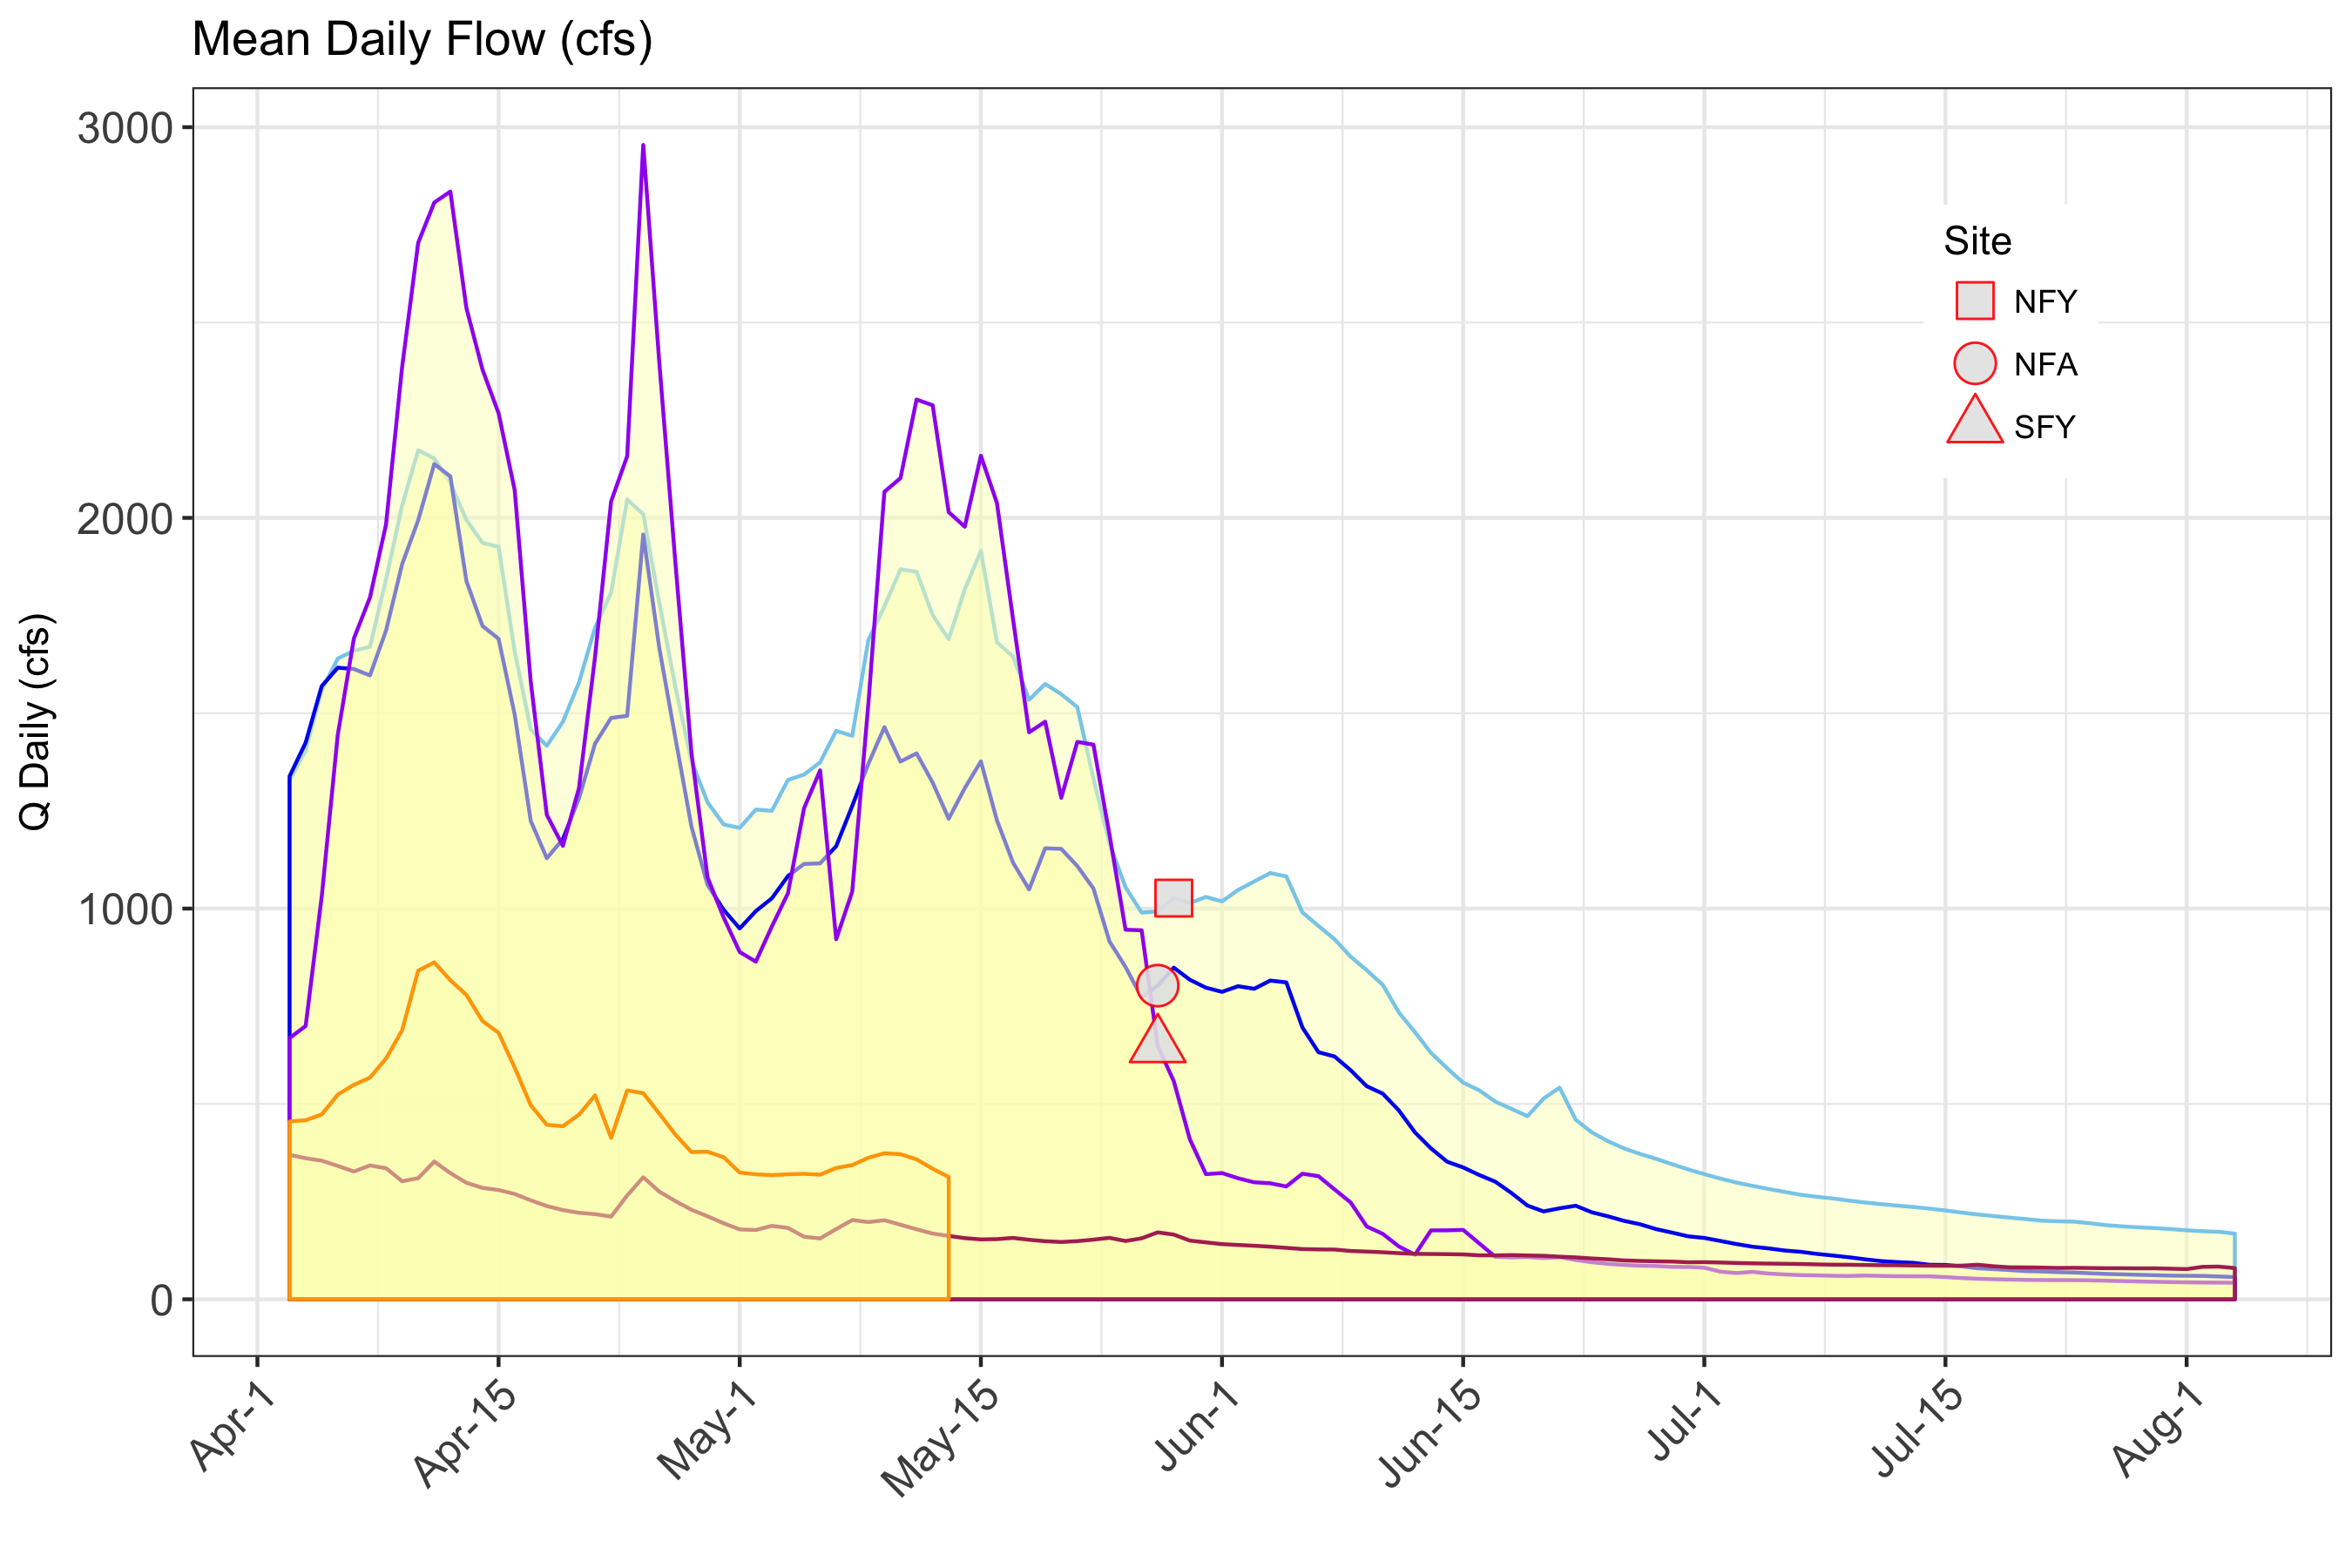 Mean Daily Flow (cfs)
3000
2000
1000
0
Q Daily (cfs)
Site
NFY
NFA
SFY
Apr-1
Apr-15
May-1
May-15
Jun-1
Jun-15
Jul-1
Jul-15
Aug-1